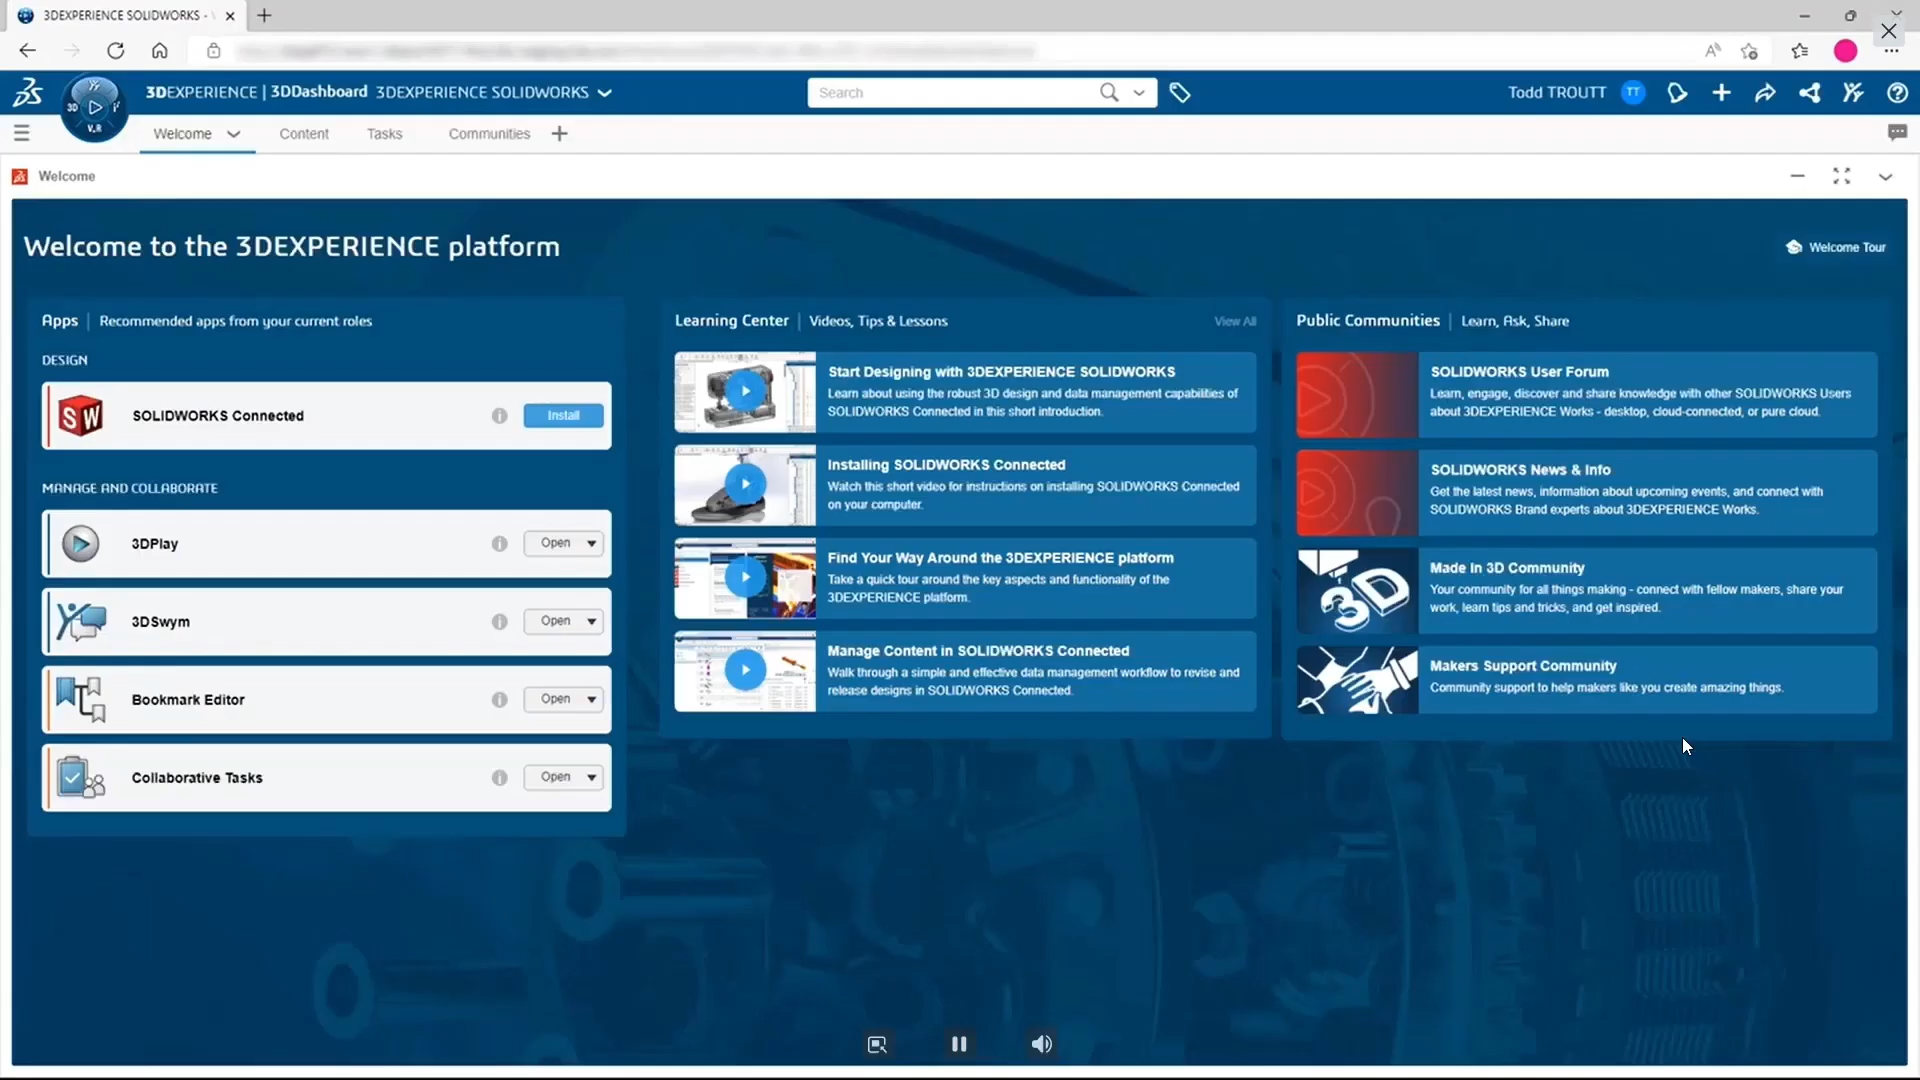 3DEXPERIENCE SOLIDWORKS -
3DEXPERIENCE | 3DDashboard 3DEXPERIENCE SOLIDWORKS
Search
Todd TROUTT TT
3D
V.R
Welcome
Content
Tasks
Communities
Welcome
Welcome to the 3DEXPERIENCE platform
Welcome Tour
Apps | Recommended apps from your current roles
DESIGN
SW
SOLIDWORKS Connected
Install
MANAGE AND COLLABORATE
3DPlay
Open
3DSwym
Open
Bookmark Editor
Open
Collaborative Tasks
Open
Learning Center | Videos, Tips & Lessons
View All
Start Designing with 3DEXPERIENCE SOLIDWORKS
Learn about using the robust 3D design and data management capabilities of
SOLIDWORKS Connected in this short introduction.
Installing SOLIDWORKS Connected
Watch this short video for instructions on installing SOLIDWORKS Connected
on your computer.
Find Your Way Around the 3DEXPERIENCE platform
Take a quick tour around the key aspects and functionality of the
3DEXPERIENCE platform.
Manage Content in SOLIDWORKS Connected
Walk through a simple and effective data management workflow to revise and
release designs in SOLIDWORKS Connected.
Public Communities | Learn, Ask, Share
SOLIDWORKS User Forum
Learn, engage, discover and share knowledge with other SOLIDWORKS Users
about 3DEXPERIENCE Works - desktop, cloud-connected, or pure cloud.
SOLIDWORKS News & Info
Get the latest news, information about upcoming events, and connect with
SOLIDWORKS Brand experts about 3DEXPERIENCE Works.
3D
Made In 3D Community
Your community for all things making - connect with fellow makers, share your
work, learn tips and tricks, and get inspired.
Makers Support Community
Community support to help makers like you create amazing things.